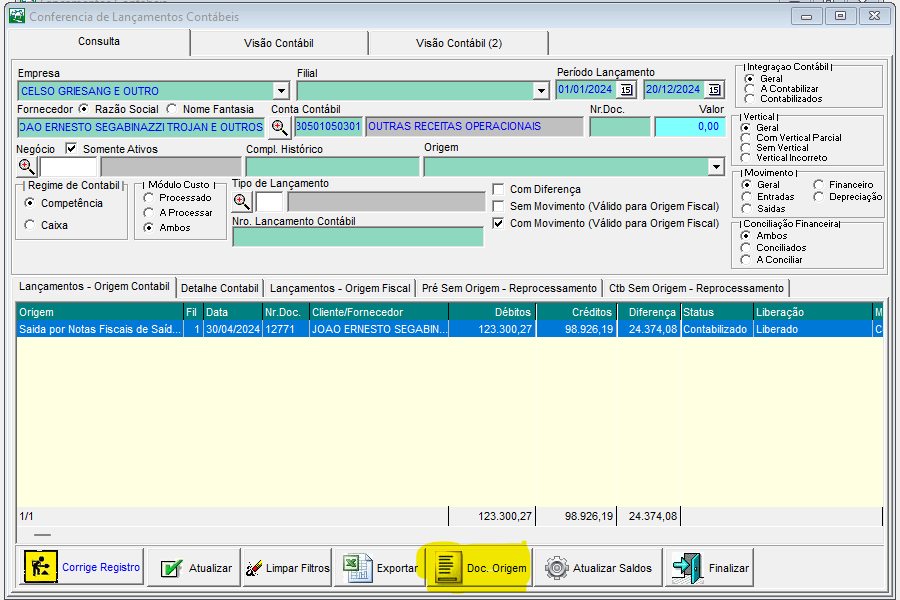 Conferencia de Lançamentos Contábeis
Consulta
Visão Contábil
Visão Contábil (2)
Empresa
Filial
Período Lançamento
CELSO GRIESANG E OUTRO
01/01/2024 15
20/12/2024 15
Integraçao Contábil
Geral
A Contabilizar
Contabilizados
Fornecedor Razão Social Nome Fantasia
Conta Contábil
Nr.Doc.
Valor
JOAO ERNESTO SEGABINAZZI TROJAN E OUTROS
30501050301
OUTRAS RECEITAS OPERACIONAIS
0,00
Vertical
Geral
Com Vertical Parcial
Sem Vertical
Vertical Incorreto
Negócio Somente Ativos
Compl. Histórico
Origem
Movimento
Geral
Entradas
Saidas
Financeiro
Depreciação
Regime de Contabil
Competência
Caixa
Módulo Custo
Processado
A Processar
Ambos
Tipo de Lançamento
Nro. Lançamento Contábil
Com Diferença
Sem Movimento (Válido para Origem Fiscal)
Com Movimento (Válido para Origem Fiscal)
Conciliação Financeira
Ambos
Conciliados
A Conciliar
Lançamentos - Origem Contabil
Detalhe Contabil
Lançamentos - Origem Fiscal
Pré Sem Origem - Reprocessamento
Ctb Sem Origem - Reprocessamento
Origem Fil Data Nr.Doc. Cliente/Fornecedor Débitos Créditos Diferença Status Liberação M
Saida por Notas Fiscais de Saíd... 1 30/04/2024 12771 JOAO ERNESTO SEGABIN... 123.300,27 98.926,19 24.374,08 Contabilizado Liberado C
1/1 123.300,27 98.926,19 24.374,08
Corrige Registro
Atualizar
Limpar Filtros
Exportar
Doc. Origem
Atualizar Saldos
Finalizar